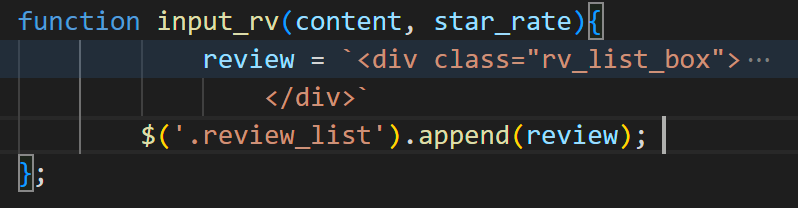 function input_rv(content, star_rate){
review = `<div class="rv_list_box">⋯
</div>`
$('.review_list').append(review);
};